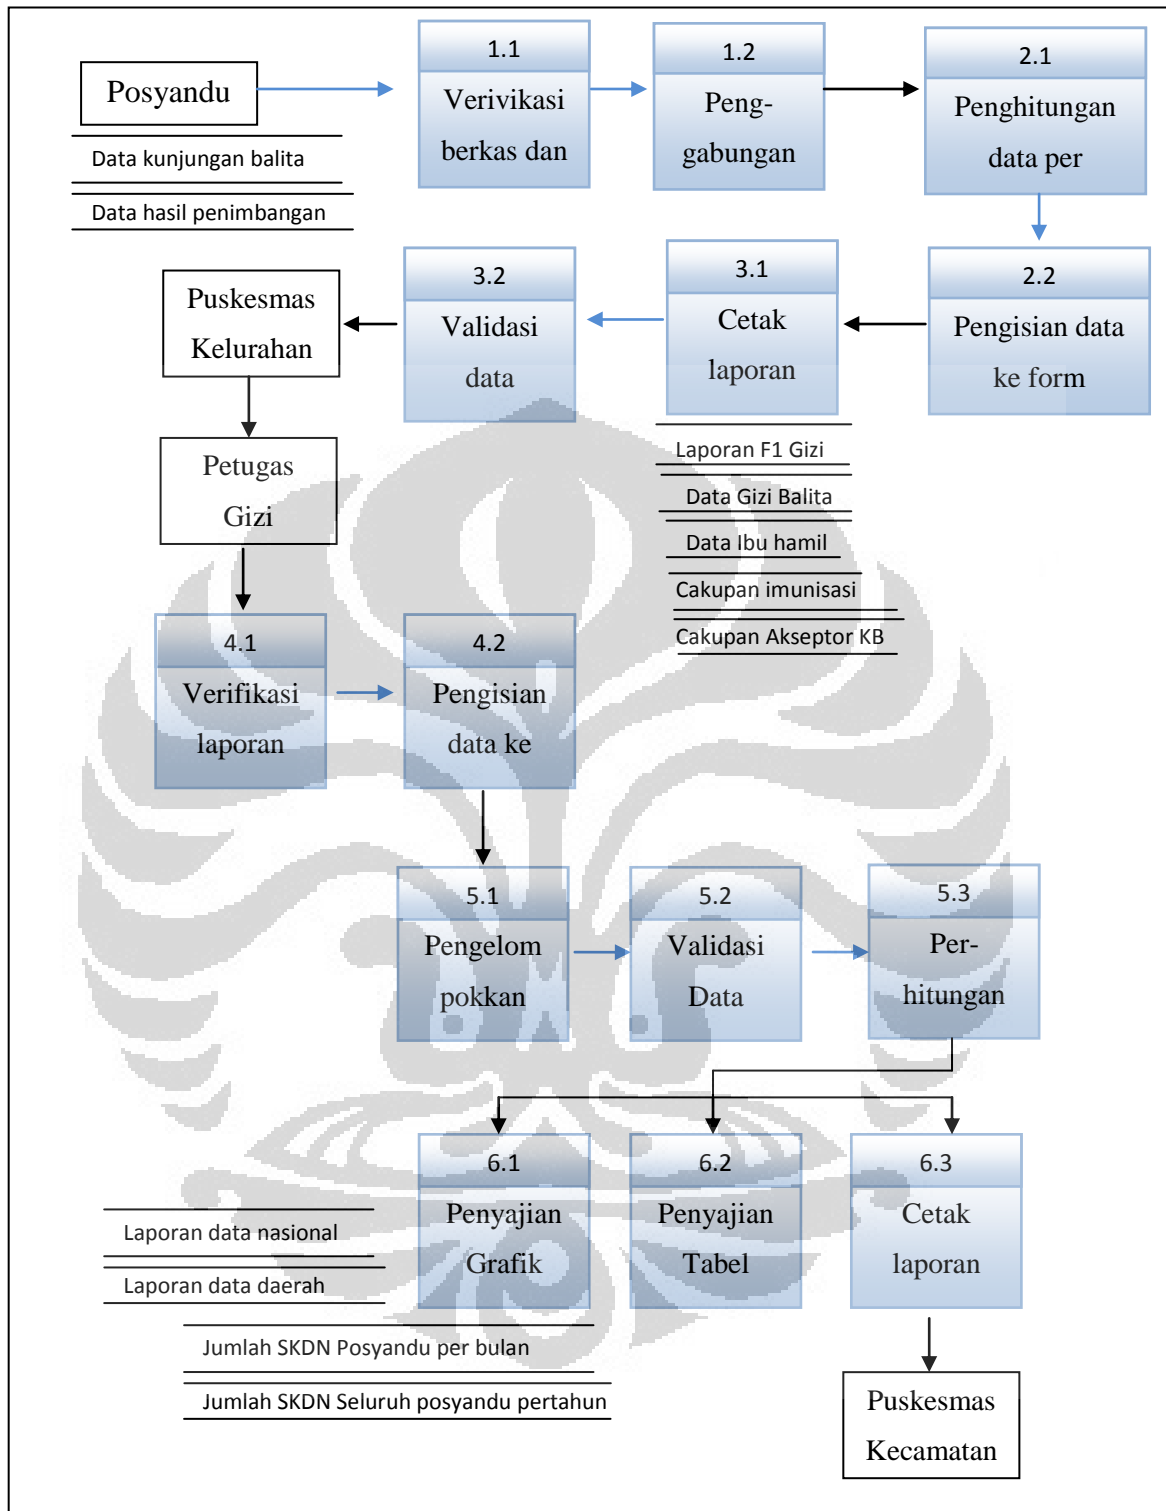 Posyandu
Data kunjungan balita
Data hasil penimbangan
1.1
Verivikasi
berkas dan
1.2
Peng-
gabungan
2.1
Penghitungan
data per
2.2
Pengisian data
ke form
3.1
Cetak
laporan
Laporan F1 Gizi
Data Gizi Balita
Data Ibu hamil
Cakupan imunisasi
Cakupan Akseptor KB
3.2
Validasi
data
Puskesmas
Kelurahan
Petugas
Gizi
4.1
Verifikasi
laporan
4.2
Pengisian
data ke
5.1
Pengelom
pokkan
5.2
Validasi
Data
5.3
Per-
hitungan
6.1
Penyajian
Grafik
6.2
Penyajian
Tabel
6.3
Cetak
laporan
Laporan data nasional
Laporan data daerah
Jumlah SKDN Posyandu per bulan
Jumlah SKDN Seluruh posyandu pertahun
Puskesmas
Kecamatan